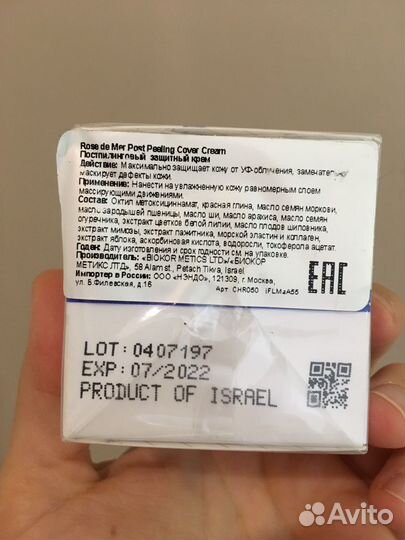 Rose de Mer Post Peeling Cover Cream
Постпилинговый защитный крем
Действие: Максимально защищает кожу от УФ-облучения, замечательно
маскирует дефекты кожи.
Применение: Нанести на увлажненную кожу равномерным слоем
массирующими движениями.
Состав: Октил метоксициннамат, красная глина, масло семян моркови,
масло зародышей пшеницы, масло ши, масло арахиса, масло семян
огуречника, экстракт цветков белой лилии, масло плодов шиповника,
экстракт мимозы, экстракт пажитника, морской эластин и коллаген,
экстракт яблока, аскорбиновая кислота, водоросли, токоферола ацетат.
Годен: Дату изготовления и срок годности см. на упаковке.
Производитель: «BIOKOR METICS LTD»/«БИОКОР
МЕТИКС ЛТД», 58 Alam st., Petach Tikva, Israel
Импортер в России: ООО «НЭНДО», 121309, г. Москва,
ул. Б.Филевская, д.16
Арт. CHR050
EAC
LOT: 0407197
EXP: 07/2022
PRODUCT OF ISRAEL
Avito